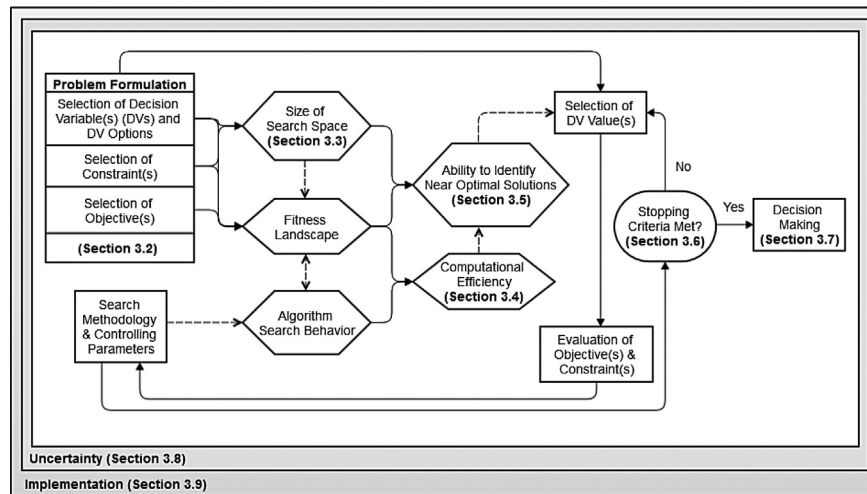 Problem Formulation
Selection of Decision
Variable(s) (DVs) and
DV Options
Selection of
Constraint(s)
Selection of
Objective(s)
(Section 3.2)
Size of
Search Space
(Section 3.3)
Fitness
Landscape
Algorithm
Search Behavior
Search
Methodology
& Controlling
Parameters
Ability to Identify
Near Optimal Solutions
(Section 3.5)
Computational
Efficiency
(Section 3.4)
Selection of
DV Value(s)
Evaluation of
Objective(s) &
Constraint(s)
No
Stopping
Criteria Met?
(Section 3.6)
Yes
Decision
Making
(Section 3.7)
Uncertainty (Section 3.8)
Implementation (Section 3.9)